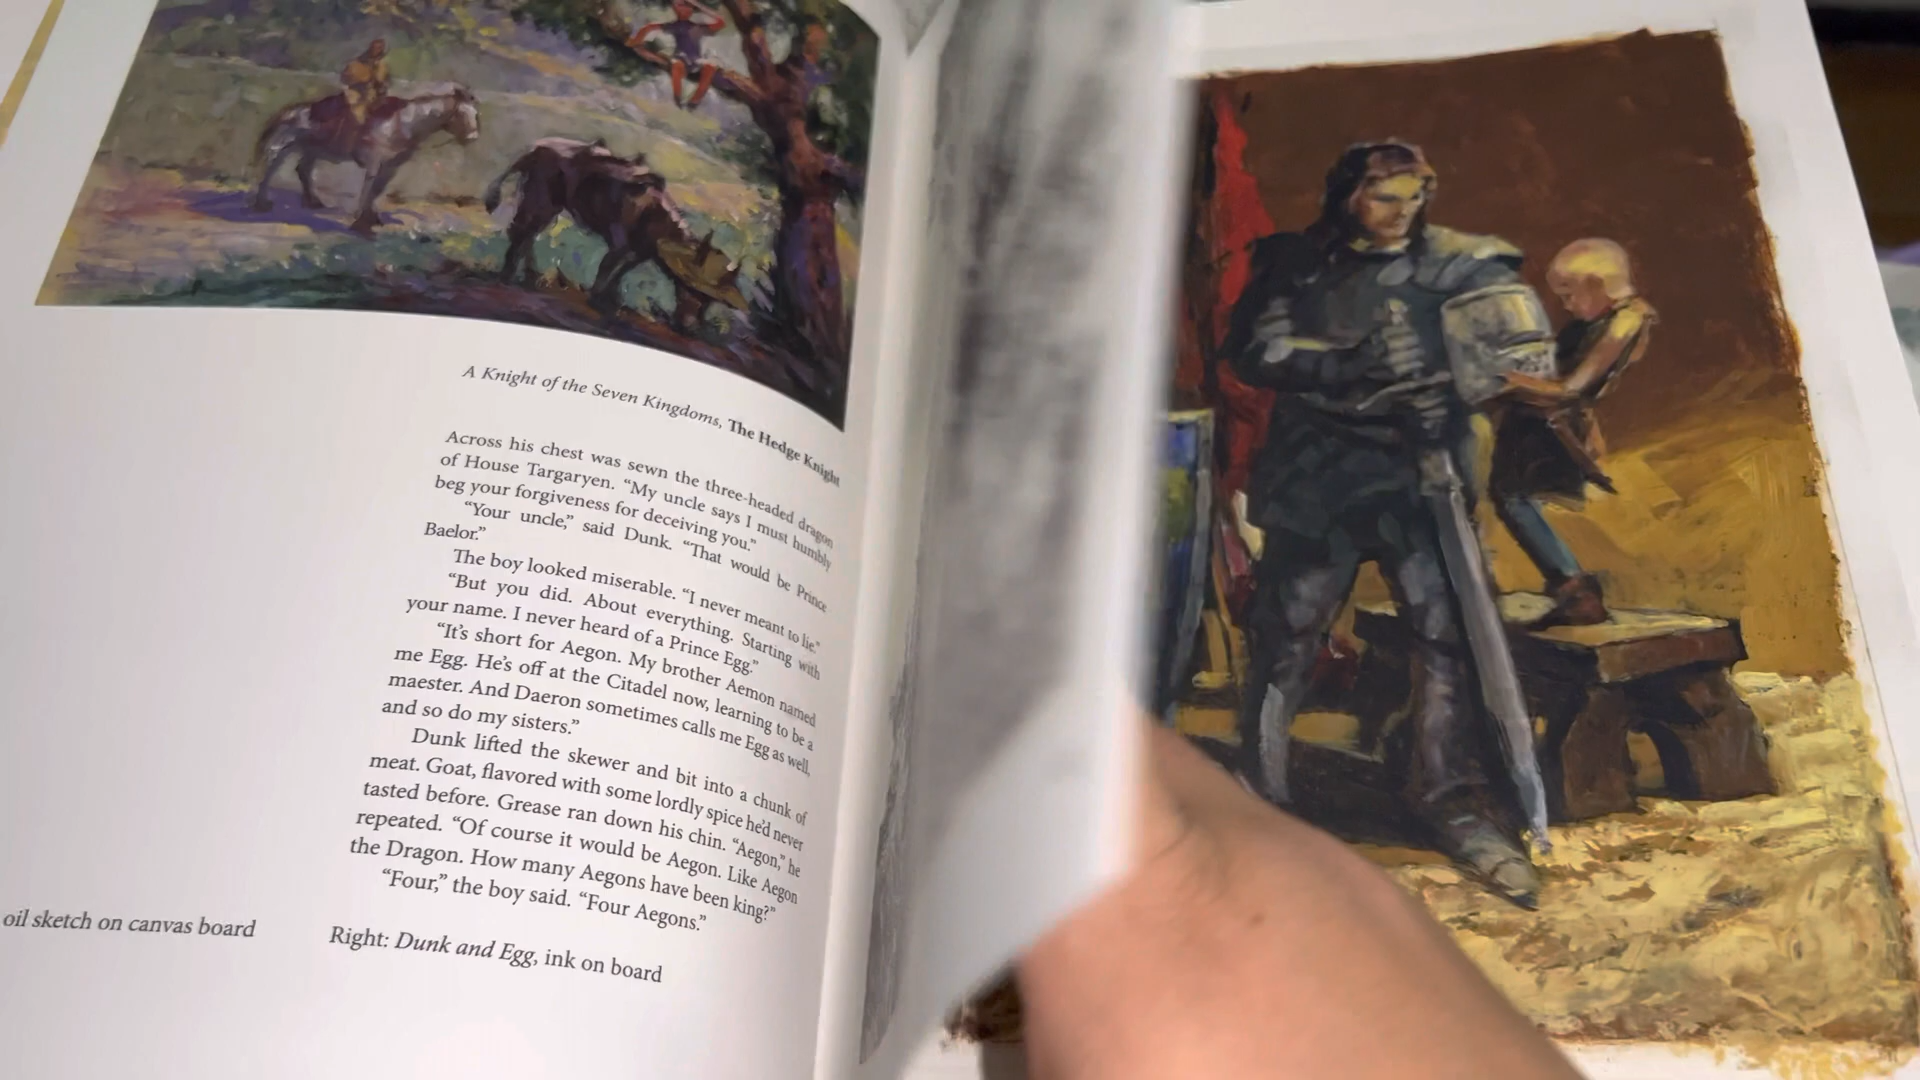 A Knight of the Seven Kingdoms, The Hedge Knight
Across his chest was sewn the three-headed dragon
of House Targaryen. “My uncle says I must humbly
beg your forgiveness for deceiving you.”
“Your uncle,” said Dunk. “That would be Prince
Baelor.”
The boy looked miserable. “I never meant to lie.”
“But you did. About everything. Starting with
your name. I never heard of a Prince Egg.”
“It’s short for Aegon. My brother Aemon named
me Egg. He’s off at the Citadel now, learning to be a
maester. And Daeron sometimes calls me Egg as well,
and so do my sisters.”
Dunk lifted the skewer and bit into a chunk of
meat. Goat, flavored with some lordly spice he’d never
tasted before. Grease ran down his chin. “Aegon,” he
repeated. “Of course it would be Aegon. Like Aegon
the Dragon. How many Aegons have been king?”
“Four,” the boy said. “Four Aegons.”
oil sketch on canvas board
Right: Dunk and Egg, ink on board